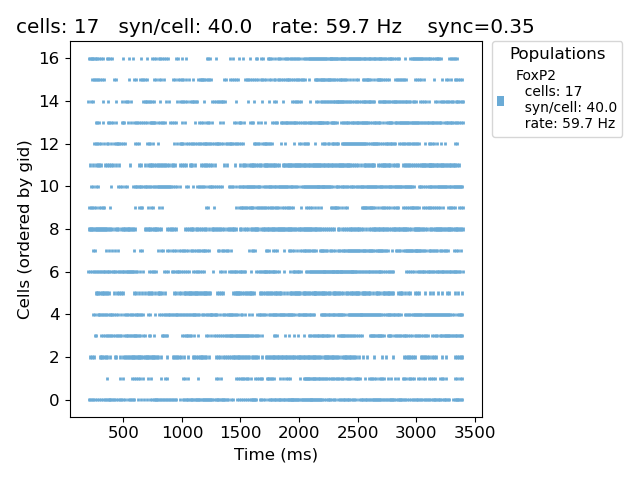 cells: 17   syn/cell: 40.0   rate: 59.7 Hz    sync=0.35
Populations
FoxP2
cells: 17
syn/cell: 40.0
rate: 59.7 Hz
Cells (ordered by gid)
16
14
12
10
8
6
4
2
0
500 1000 1500 2000 2500 3000 3500
Time (ms)